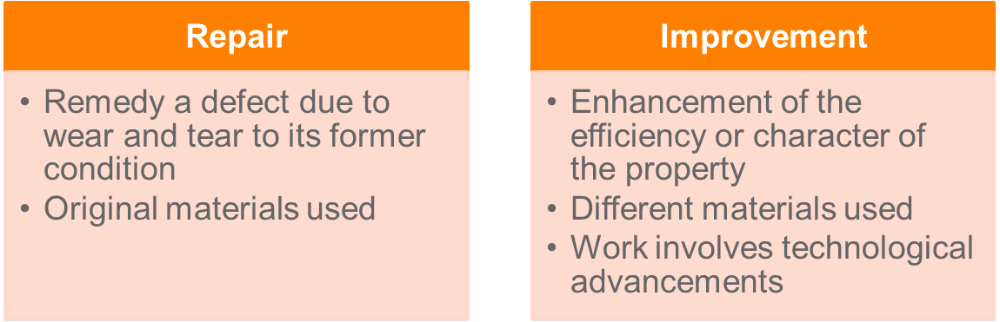 Repair
• Remedy a defect due to
wear and tear to its former
condition
• Original materials used
Improvement
• Enhancement of the
efficiency or character of
the property
• Different materials used
• Work involves technological
advancements